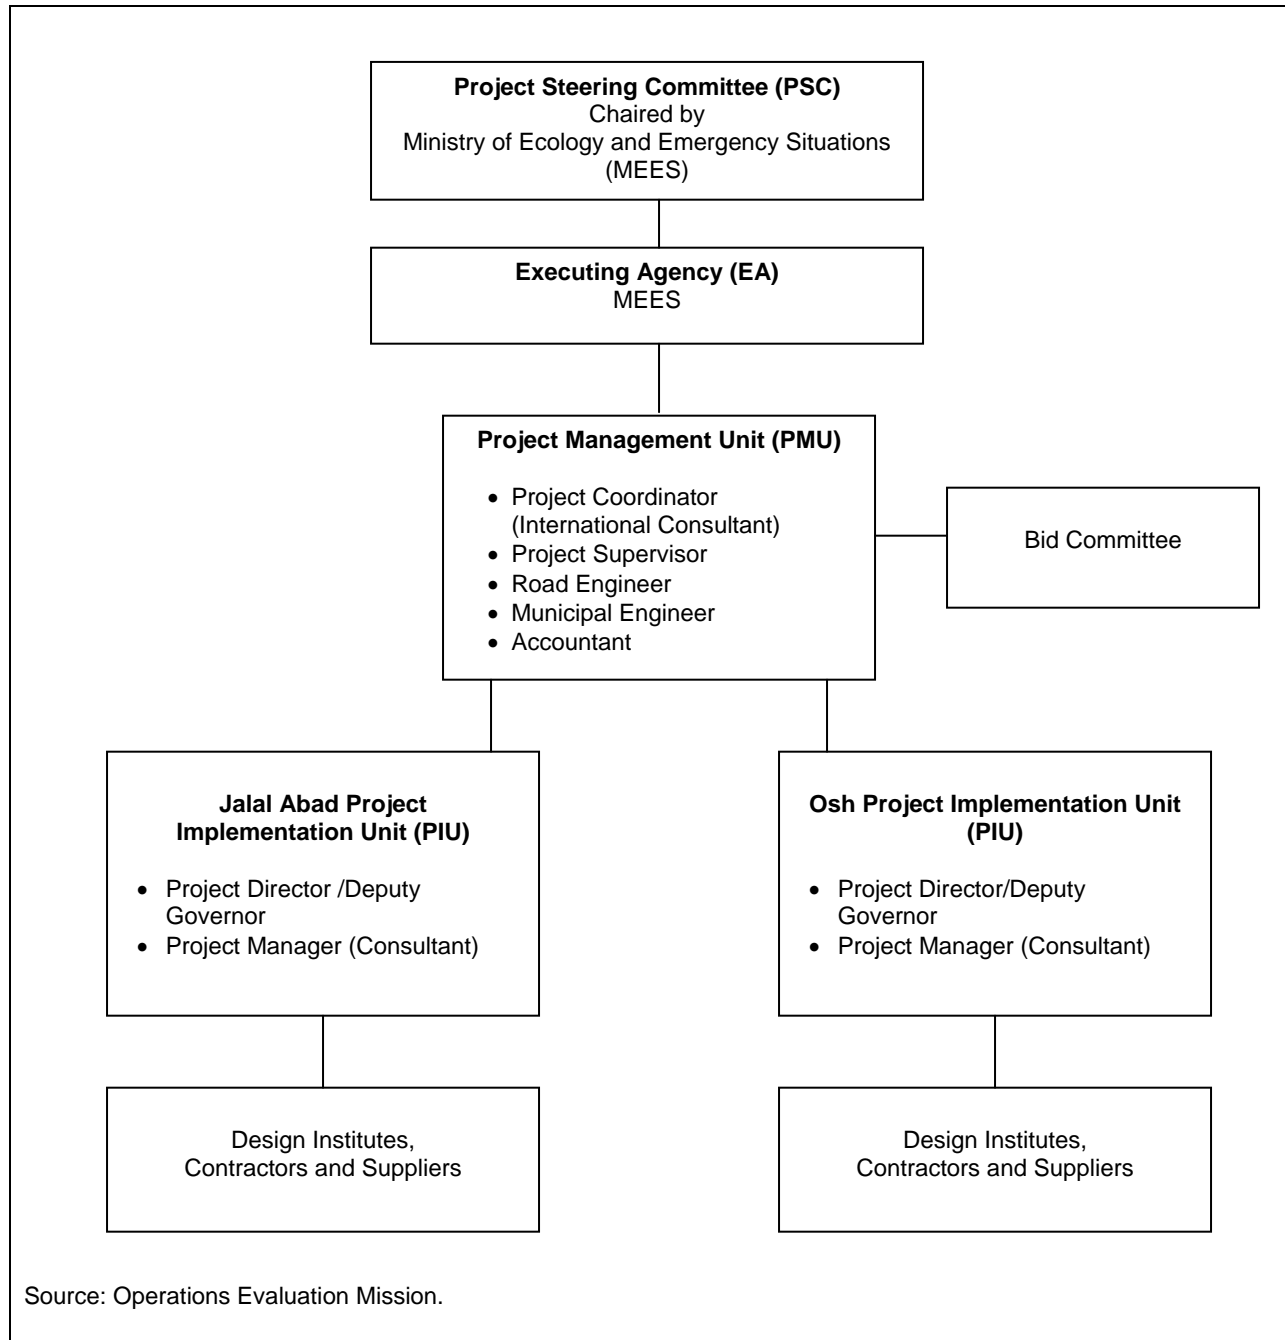 Project Steering Committee (PSC)
Chaired by
Ministry of Ecology and Emergency Situations
(MEES)
Executing Agency (EA)
MEES
Project Management Unit (PMU)
• Project Coordinator
(International Consultant)
• Project Supervisor
• Road Engineer
• Municipal Engineer
• Accountant
Bid Committee
Jalal Abad Project
Implementation Unit (PIU)
• Project Director /Deputy
Governor
• Project Manager (Consultant)
Osh Project Implementation Unit
(PIU)
• Project Director/Deputy
Governor
• Project Manager (Consultant)
Design Institutes,
Contractors and Suppliers
Design Institutes,
Contractors and Suppliers
Source: Operations Evaluation Mission.